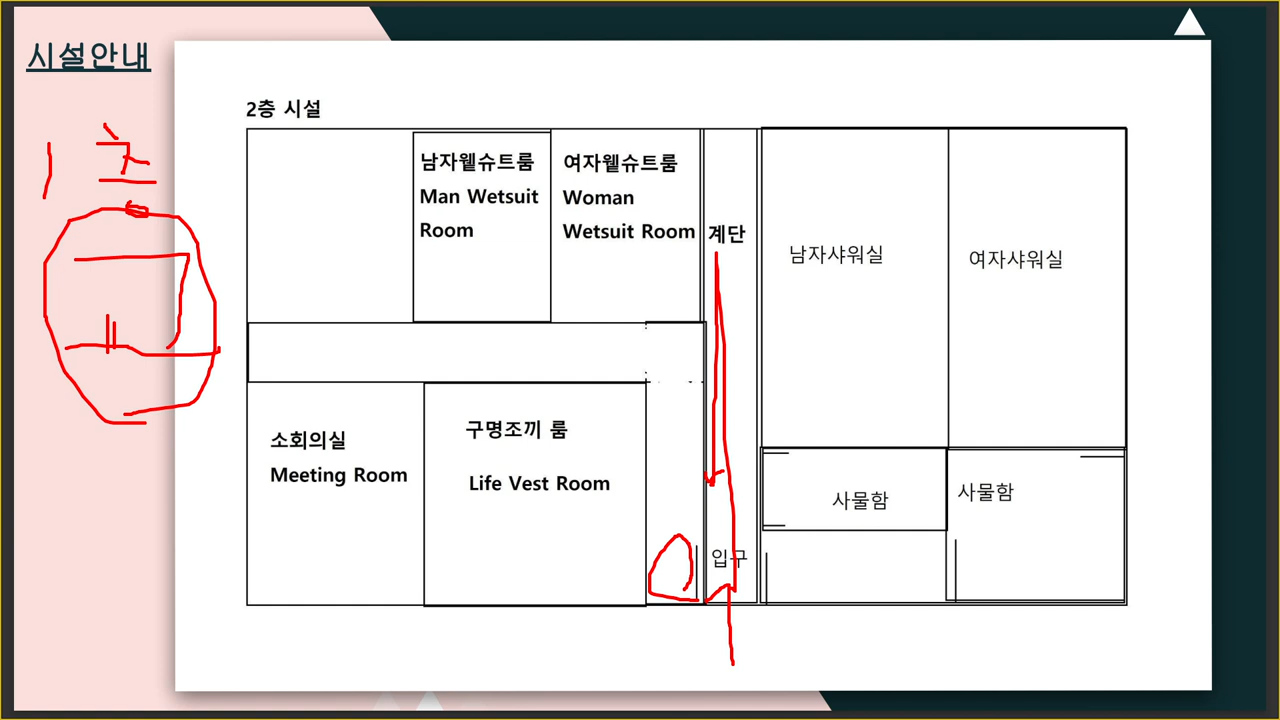 시설안내
2층 시설
1층
남자웰슈트룸
Man Wetsuit
Room
여자웰슈트룸
Woman
Wetsuit Room
계단
남자샤워실
여자샤워실
소회의실
Meeting Room
구명조끼 룸
Life Vest Room
입구
사물함
사물함